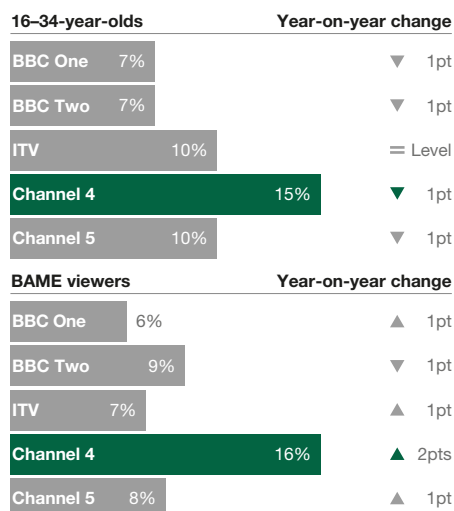 16–34-year-olds Year-on-year change
BBC One 7% ▼ 1pt
BBC Two 7% ▼ 1pt
ITV 10% = Level
Channel 4 15% ▼ 1pt
Channel 5 10% ▼ 1pt
BAME viewers Year-on-year change
BBC One 6% ▲ 1pt
BBC Two 9% ▼ 1pt
ITV 7% ▲ 1pt
Channel 4 16% ▲ 2pts
Channel 5 8% ▲ 1pt